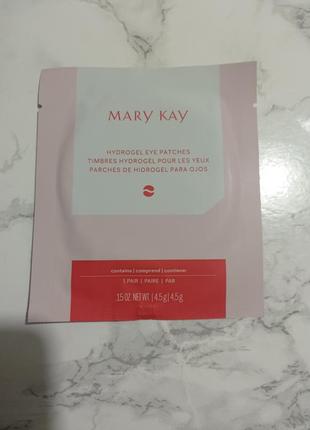 MARY KAY
HYDROGEL EYE PATCHES
TIMBRES HYDROGEL POUR LES YEUX
PARCHES DE HIDROGEL PARA OJOS
contains | comprend | contiene:
1 PAIR | PAIRE | PAR
.15 OZ. NET WT. | 4.5 g | 4,5 g